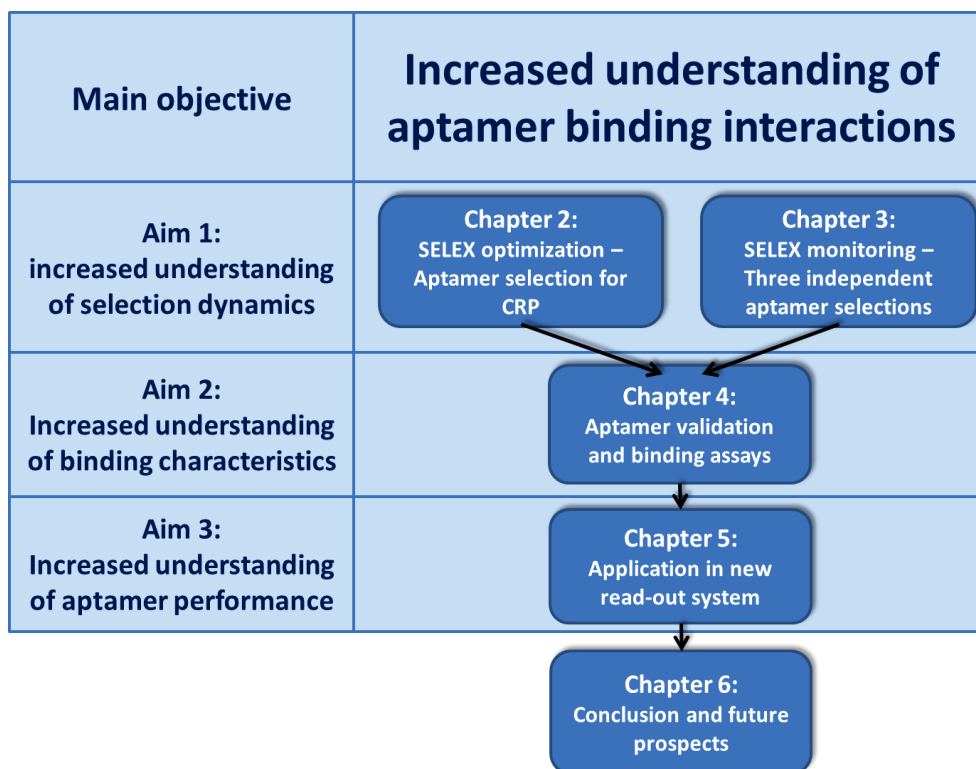 Main objective
Increased understanding of
aptamer binding interactions
Aim 1:
increased understanding
of selection dynamics
Chapter 2:
SELEX optimization –
Aptamer selection for
CRP
Chapter 3:
SELEX monitoring –
Three independent
aptamer selections
Aim 2:
Increased understanding
of binding characteristics
Chapter 4:
Aptamer validation
and binding assays
Aim 3:
Increased understanding
of aptamer performance
Chapter 5:
Application in new
read-out system
Chapter 6:
Conclusion and future
prospects